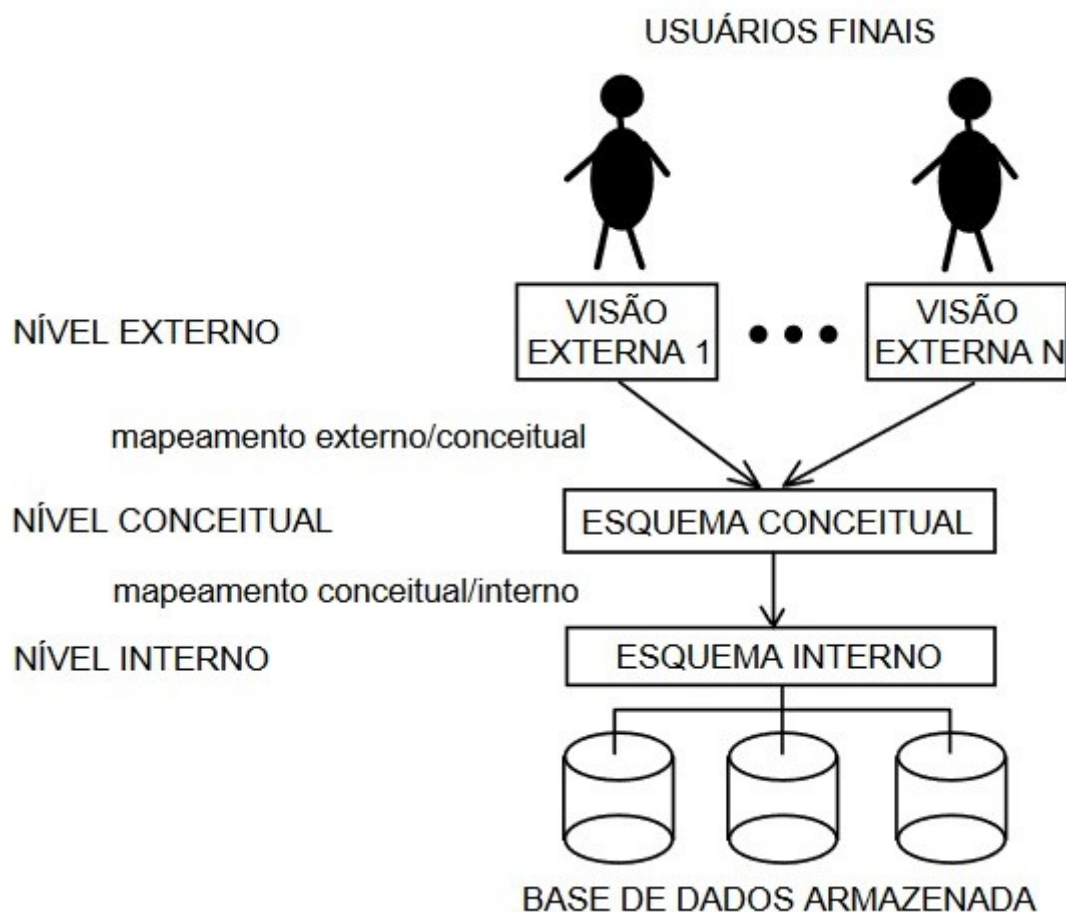 USUÁRIOS FINAIS
NÍVEL EXTERNO
VISÃO
EXTERNA 1
VISÃO
EXTERNA N
mapeamento externo/conceitual
NÍVEL CONCEITUAL
ESQUEMA CONCEITUAL
mapeamento conceitual/interno
NÍVEL INTERNO
ESQUEMA INTERNO
BASE DE DADOS ARMAZENADA